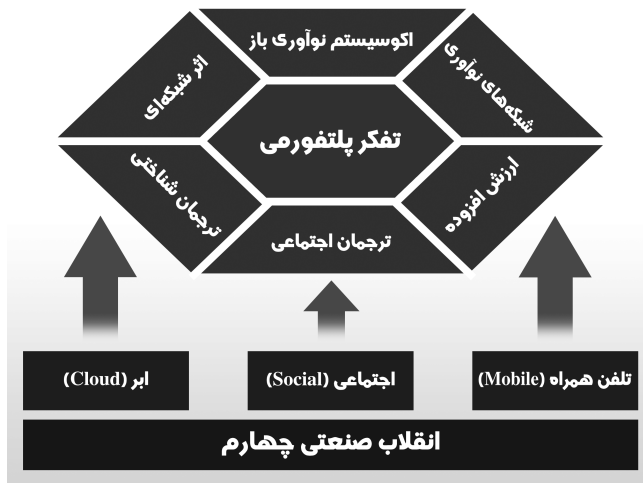 اکوسیستم نوآوری باز
شبکه‌های نوآوری
اثر شبکه‌ای
تفکر پلتفورمی
ارزش افزوده
ترجمان شناختی
ترجمان اجتماعی
تلفن همراه (Mobile)
اجتماعی (Social)
ابر (Cloud)
انقلاب صنعتی چهارم